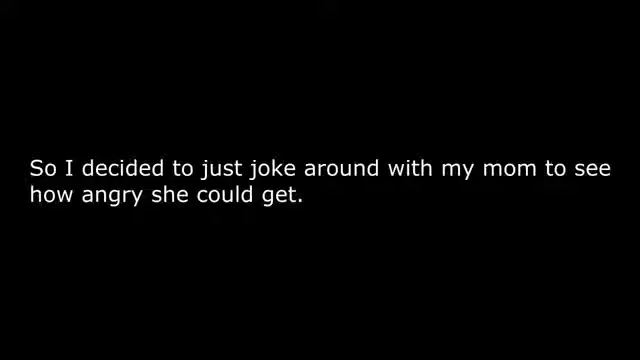 So I decided to just joke around with my mom to see
how angry she could get.